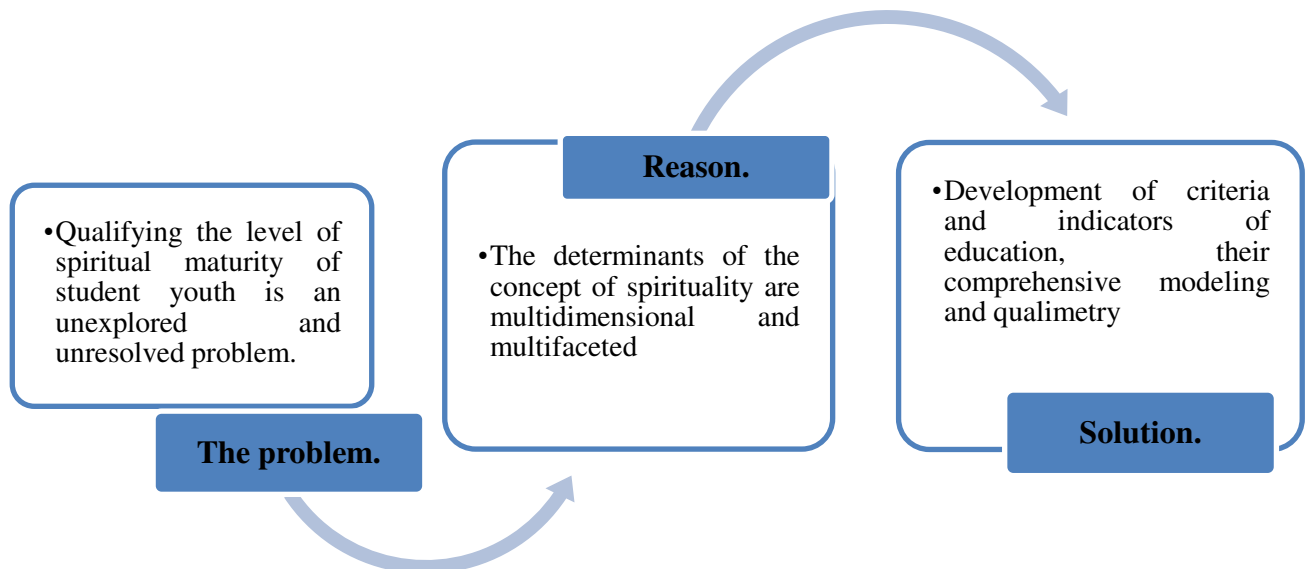 •Qualifying the level of
spiritual maturity of
student youth is an
unexplored and
unresolved problem.
The problem.
Reason.
•The determinants of the
concept of spirituality are
multidimensional and
multifaceted
•Development of criteria
and indicators of
education, their
comprehensive modeling
and qualimetry
Solution.